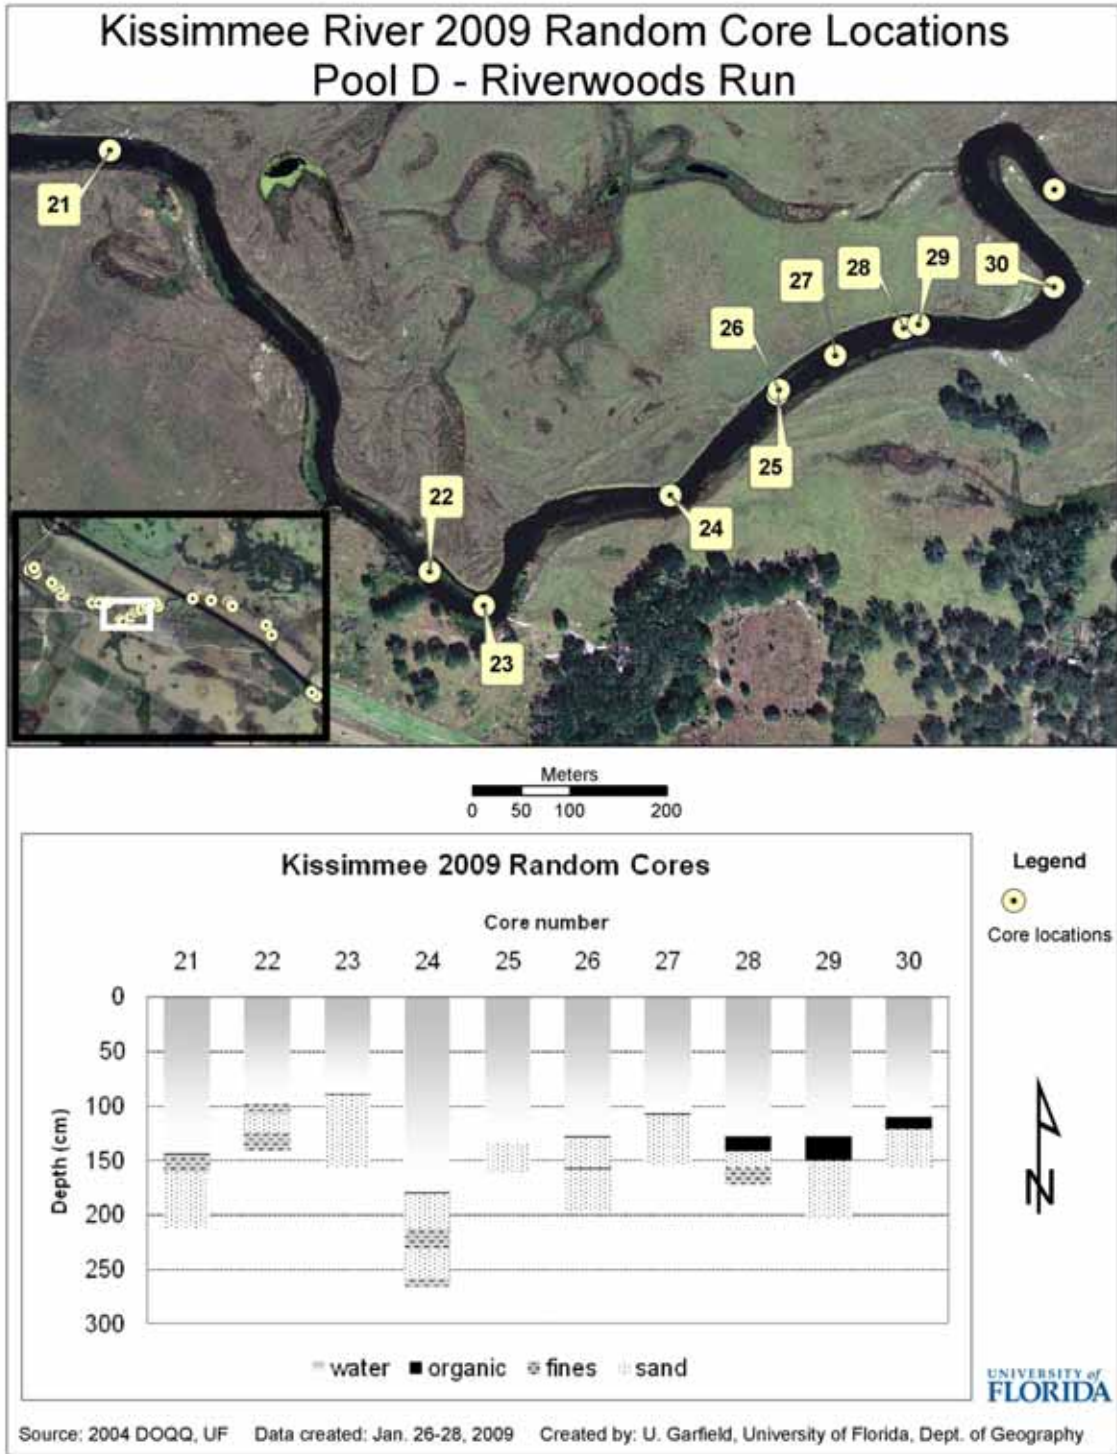 Kissimmee River 2009 Random Core Locations
Pool D - Riverwoods Run
21
22
23
24
25
26
27
28
29
30
Meters
0 50 100 200
Kissimmee 2009 Random Cores
Core number
21 22 23 24 25 26 27 28 29 30
Depth (cm)
0
50
100
150
200
250
300
water organic fines sand
Legend
Core locations
N
UNIVERSITY of
FLORIDA
Source: 2004 DOQQ, UF Data created: Jan. 26-28, 2009 Created by: U. Garfield, University of Florida, Dept. of Geography